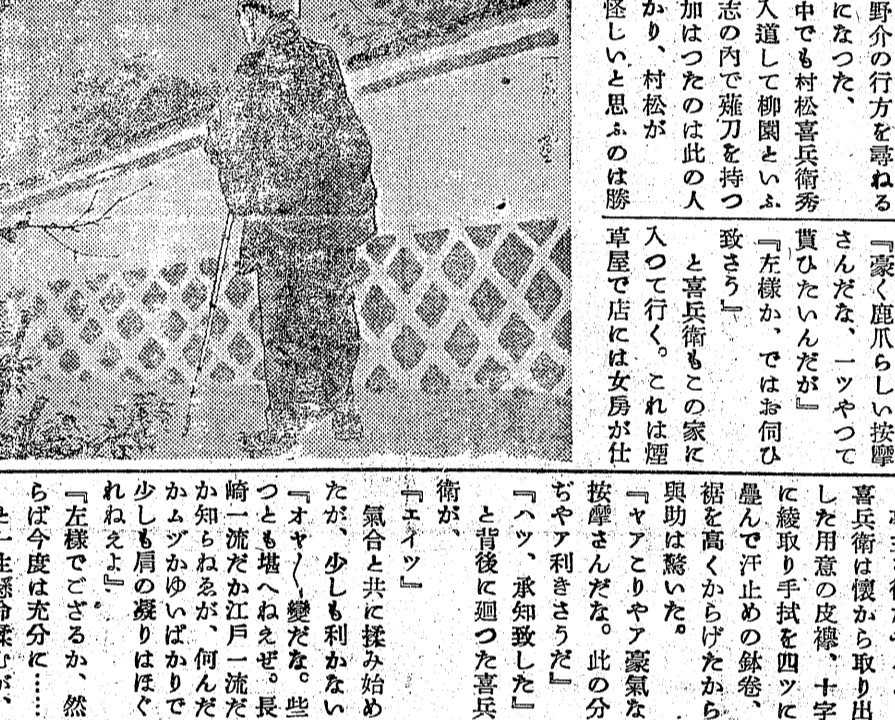 野介の行方を尋ねる
になつた、
中でも村松喜兵衛秀
入道して柳園といふ
志の内で薙刀を持つ
加はつたのは此の人
かり、村松が
怪しいと思ふのは勝
『豪く鹿爪らしい按摩
さんだな、一ツやつて
貰ひたいんだが』
『左樣か、ではお伺ひ
致さう』
と喜兵衛もこの家に
入つて行く。これは煙
草屋で店には女房が仕
喜兵衛は懷から取り出
した用意の皮襷、十字
に綾取り手拭を四ツに
疊んで汗止めの鉢卷、
裾を高くからげたから
與助は驚いた。
『ヤアこりやア豪氣な
按摩さんだな。此の分
ぢやア利きさうだ』
『ハツ、承知致した』
と背後に廻つた喜兵
衛が、
『エイツ』
氣合と共に揉み始め
たが、少しも利かない
『オヤ〳〵變だな。些
つとも堪へねえぜ。長
崎一流だか江戸一流だ
か知らねゑが、何んだ
かムヅかゆいばかりで
少しも肩の凝りはほぐ
れねぇよ』
『左樣でござるか、然
らば今度は充分に……
と一生懸命揉むが、